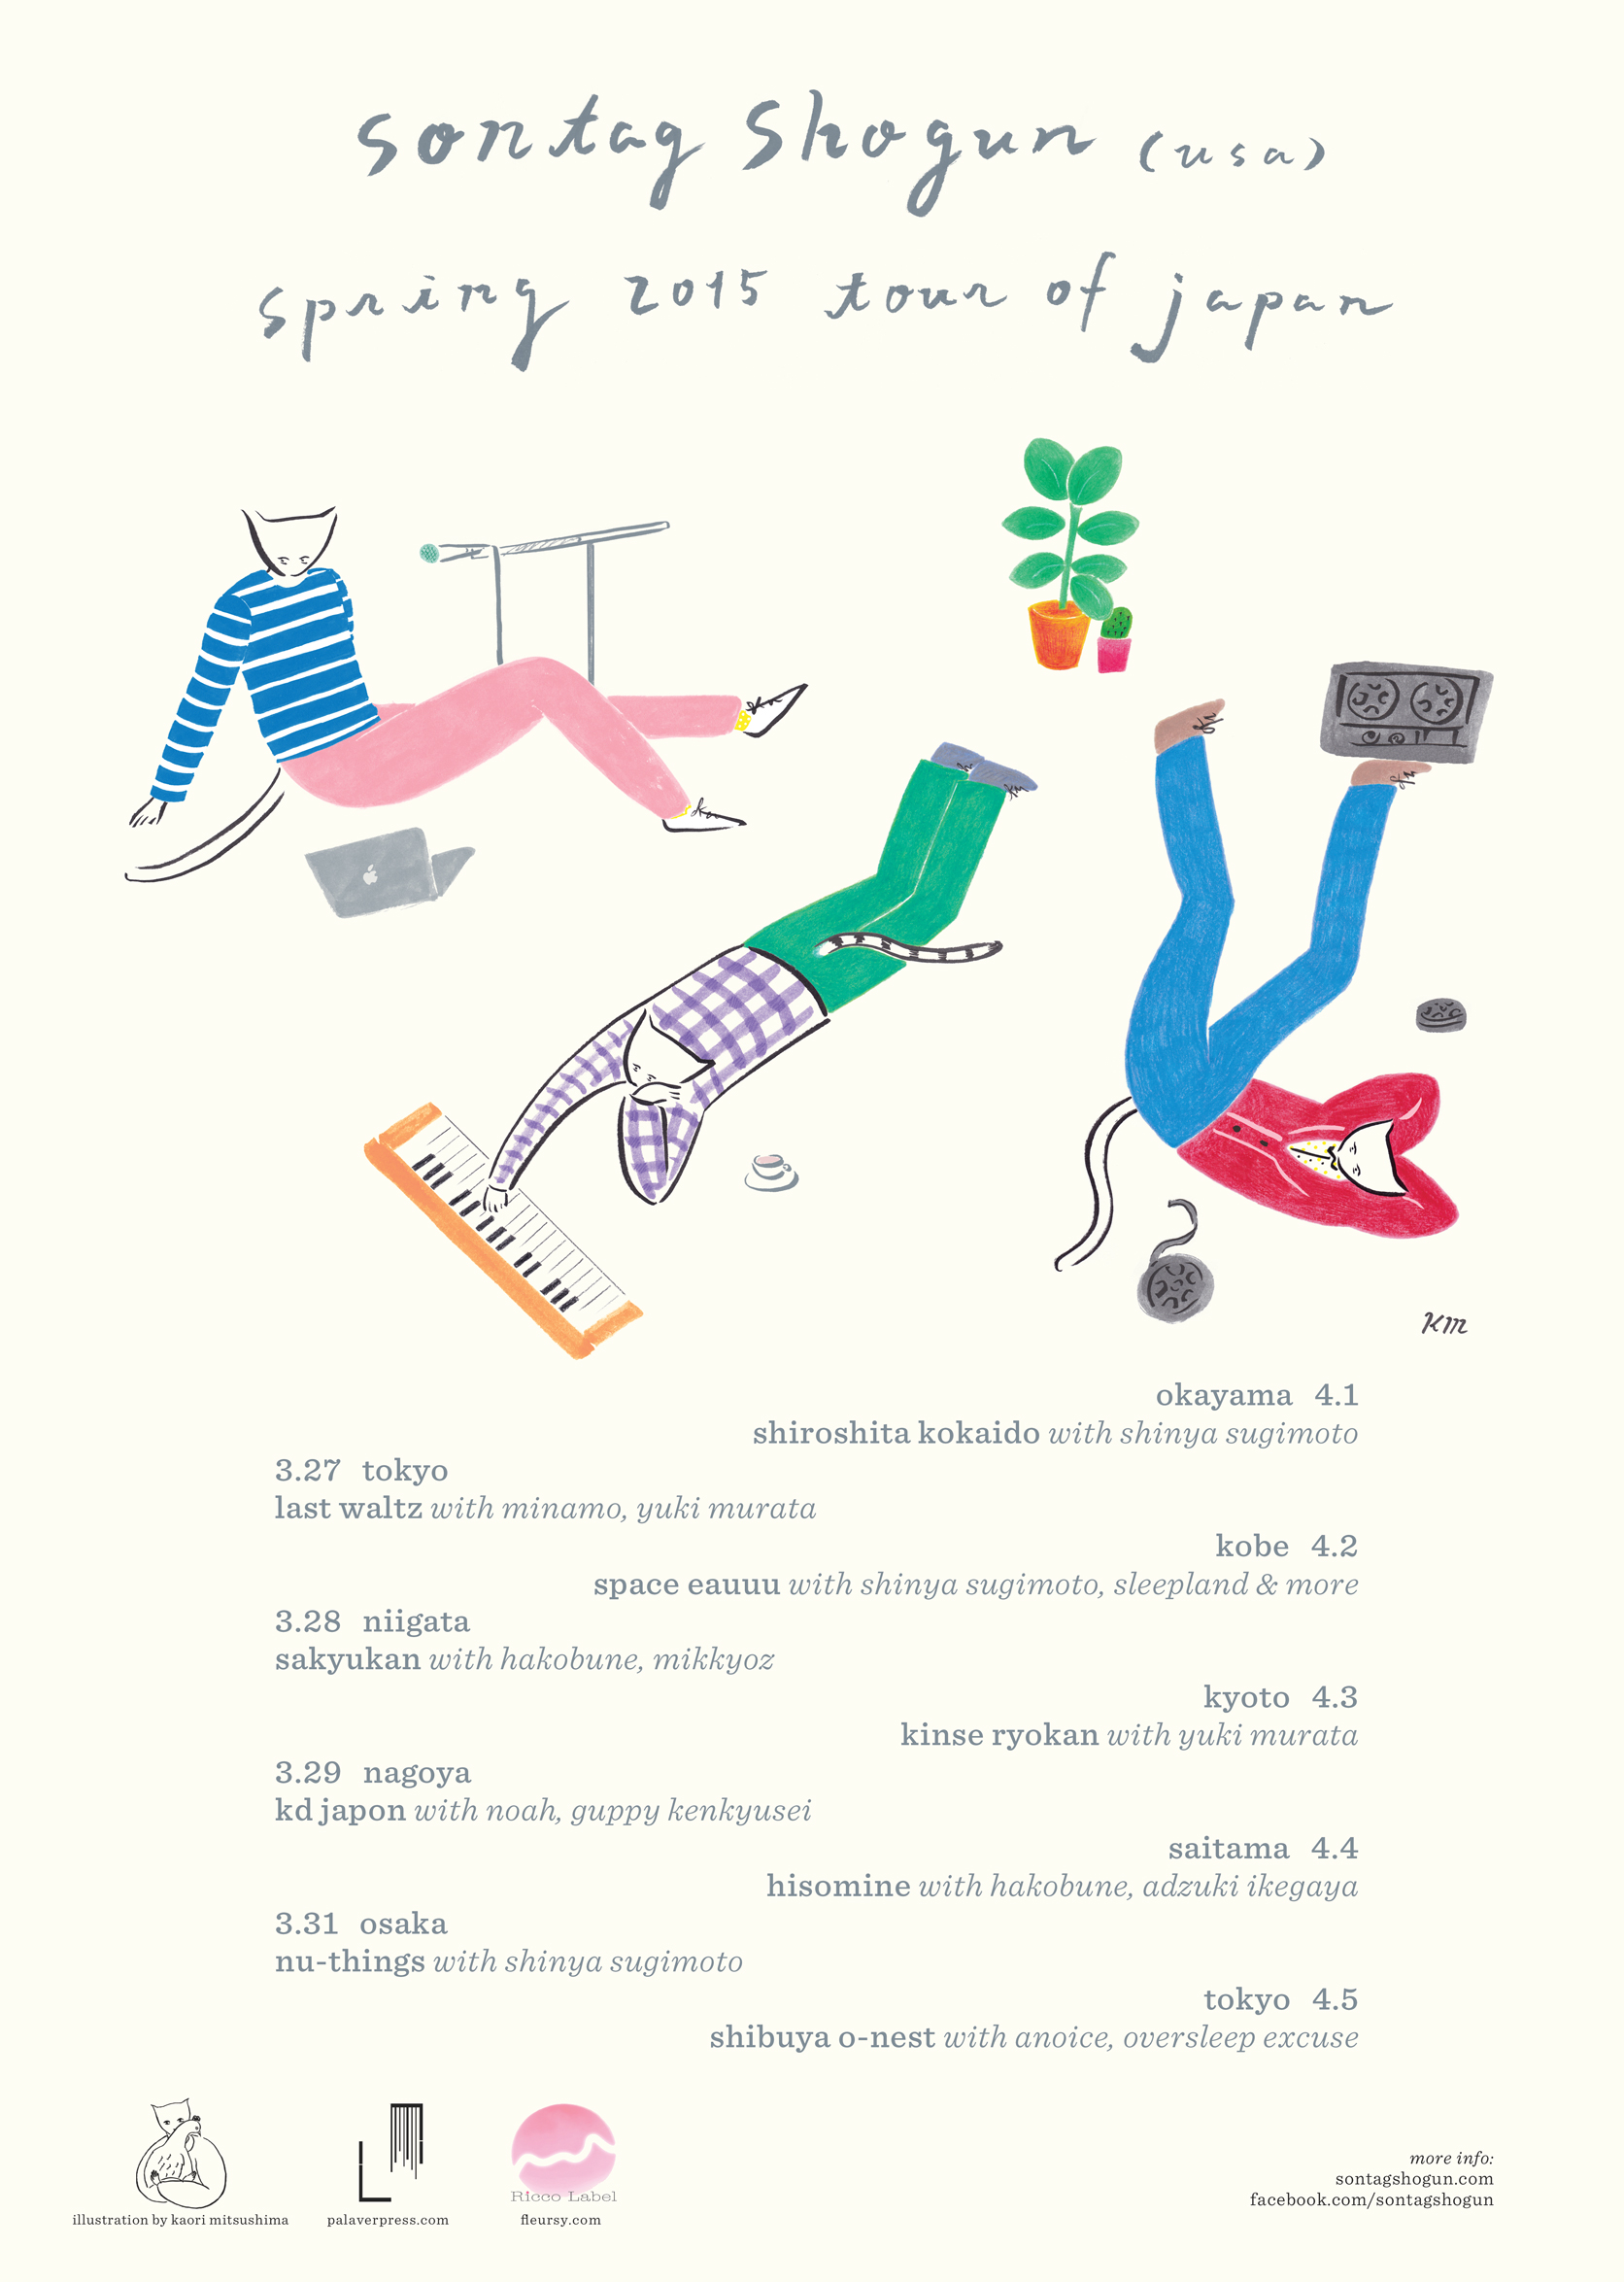 sontag shogun (usa)
spring 2015 tour of japan
KM
okayama 4.1
shiroshita kokaido with shinya sugimoto
3.27 tokyo
last waltz with minamo, yuki murata
kobe 4.2
space eauuu with shinya sugimoto, sleepland & more
3.28 niigata
sakyukan with hakobune, mikkyoz
kyoto 4.3
kinse ryokan with yuki murata
3.29 nagoya
kd japon with noah, guppy kenkyusei
saitama 4.4
hisomine with hakobune, adzuki ikegaya
3.31 osaka
nu-things with shinya sugimoto
tokyo 4.5
shibuya o-nest with anoice, oversleep excuse
illustration by kaori mitsushima
palaverpress.com
Ricco Label
fleursy.com
more info:
sontagshogun.com
facebook.com/sontagshogun